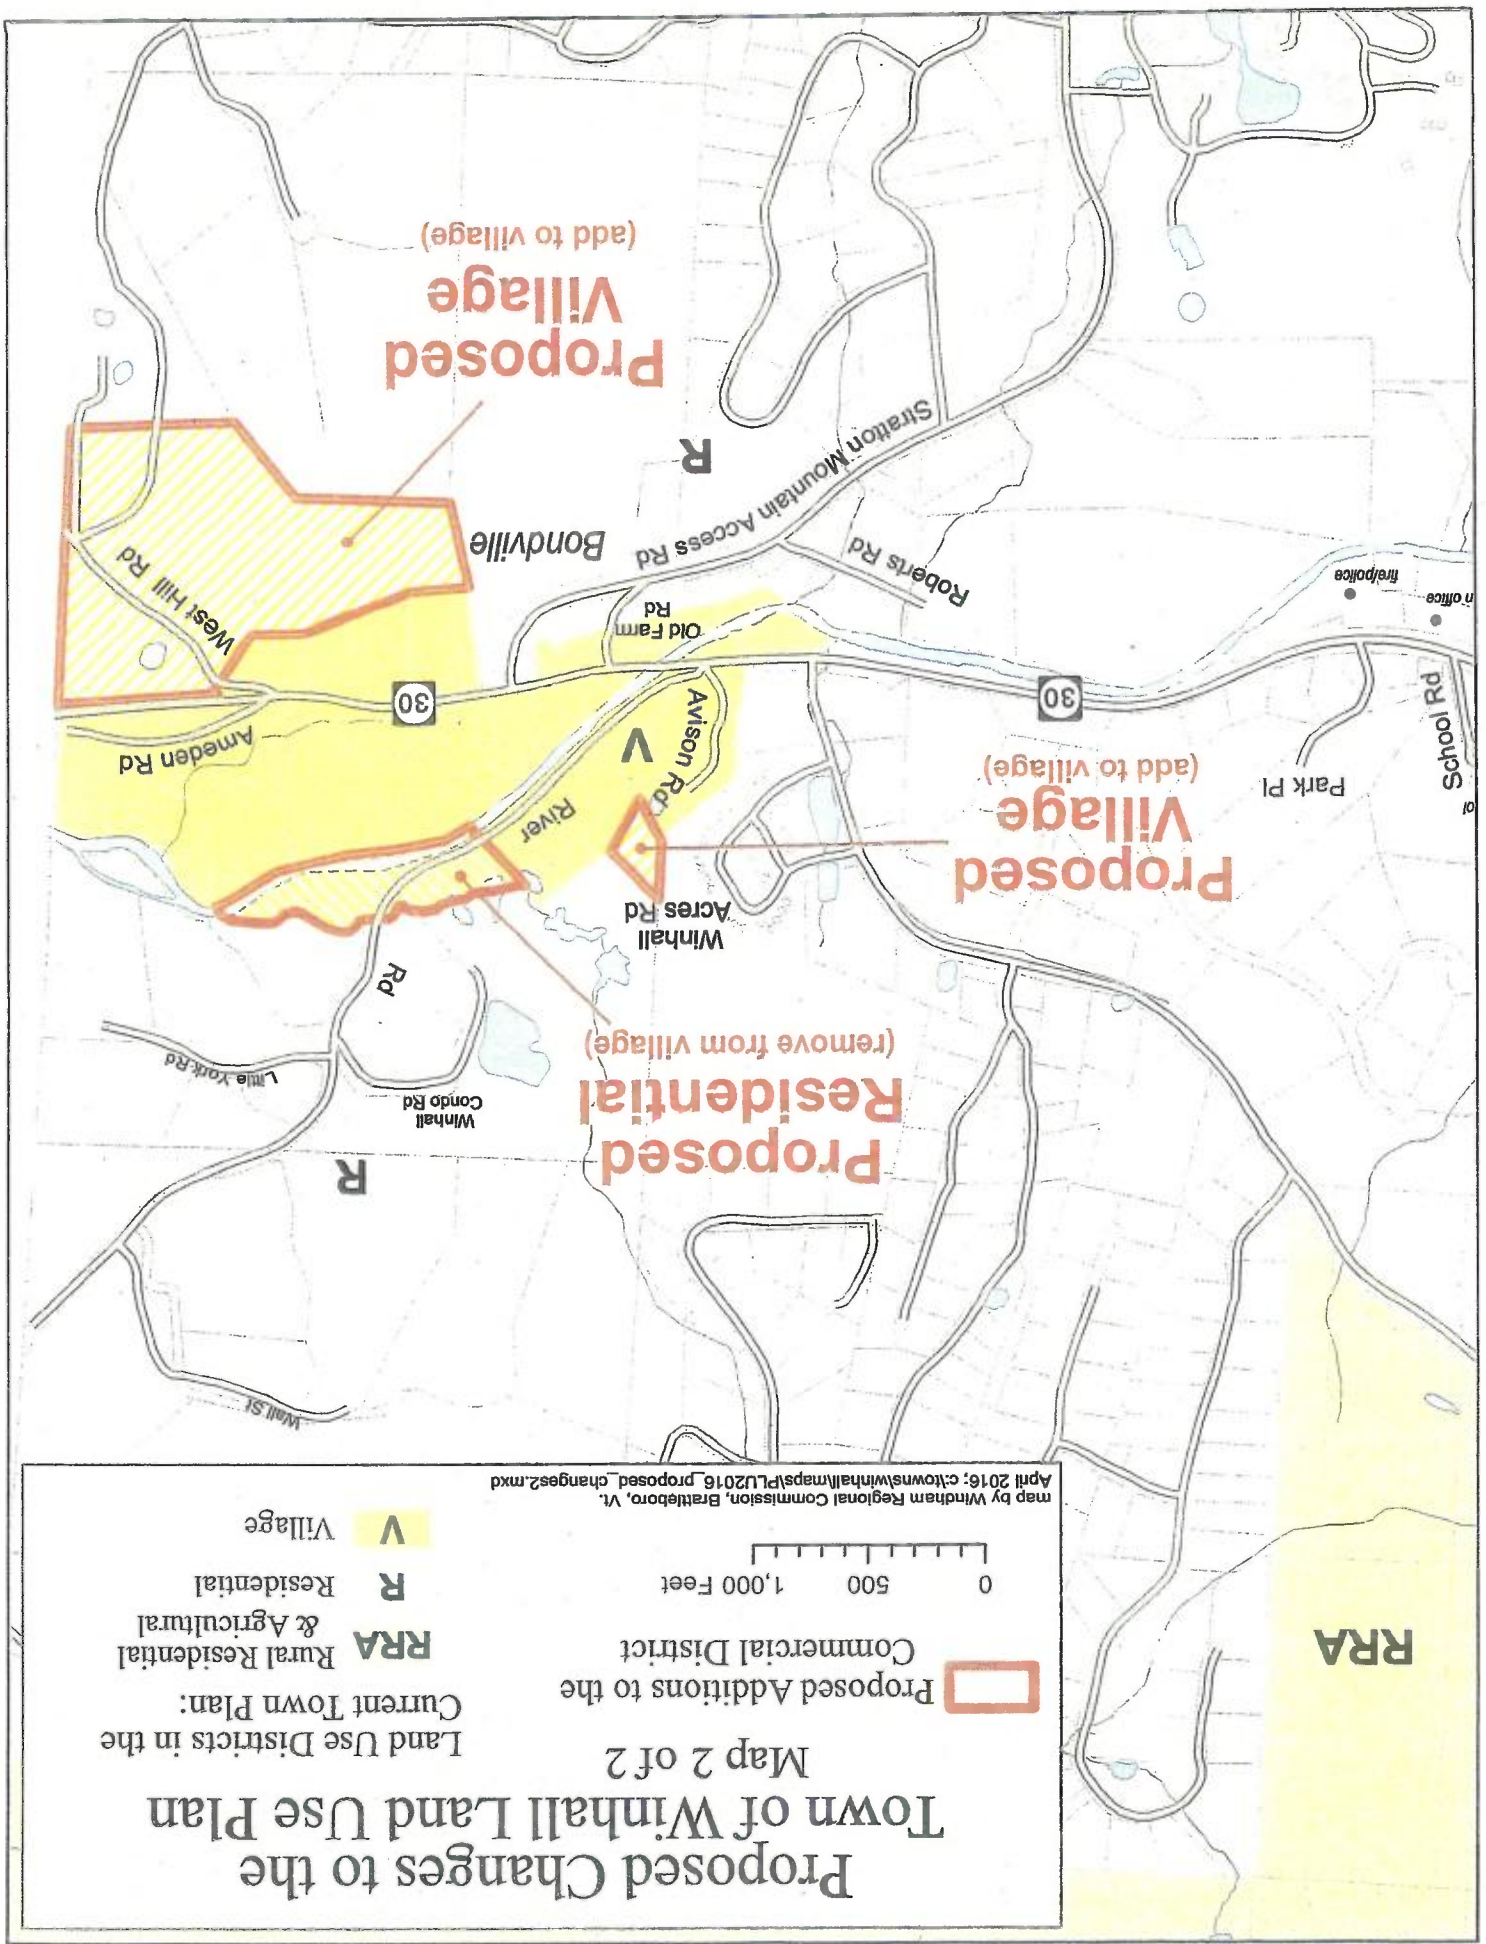 Proposed Changes to the
Town of Winhall Land Use Plan
Map 2 of 2
Proposed Additions to the
Commercial District
0 500 1,000 Feet
map by Windham Regional Commission, Brattleboro, Vt.
April 2016; c:\towns\winhall\maps\PLU2016_proposed_changes2.mxd
Land Use Districts in the
Current Town Plan:
RRA Rural Residential
& Agricultural
R Residential
V Village
RRA
Wall St
R
Proposed
Residential
(remove from village)
Winhall
Condo Rd
Little York Rd
Rd
Winhall
Acres Rd
Proposed
Village
(add to village)
River
Avison Rd
V
Ameden Rd
Park Pl
School Rd
ol
30
30
Old Farm
Rd
West Hill Rd
n office
fire/police
Roberts Rd
Bondville
Stratton Mountain Access Rd
R
Proposed
Village
(add to village)